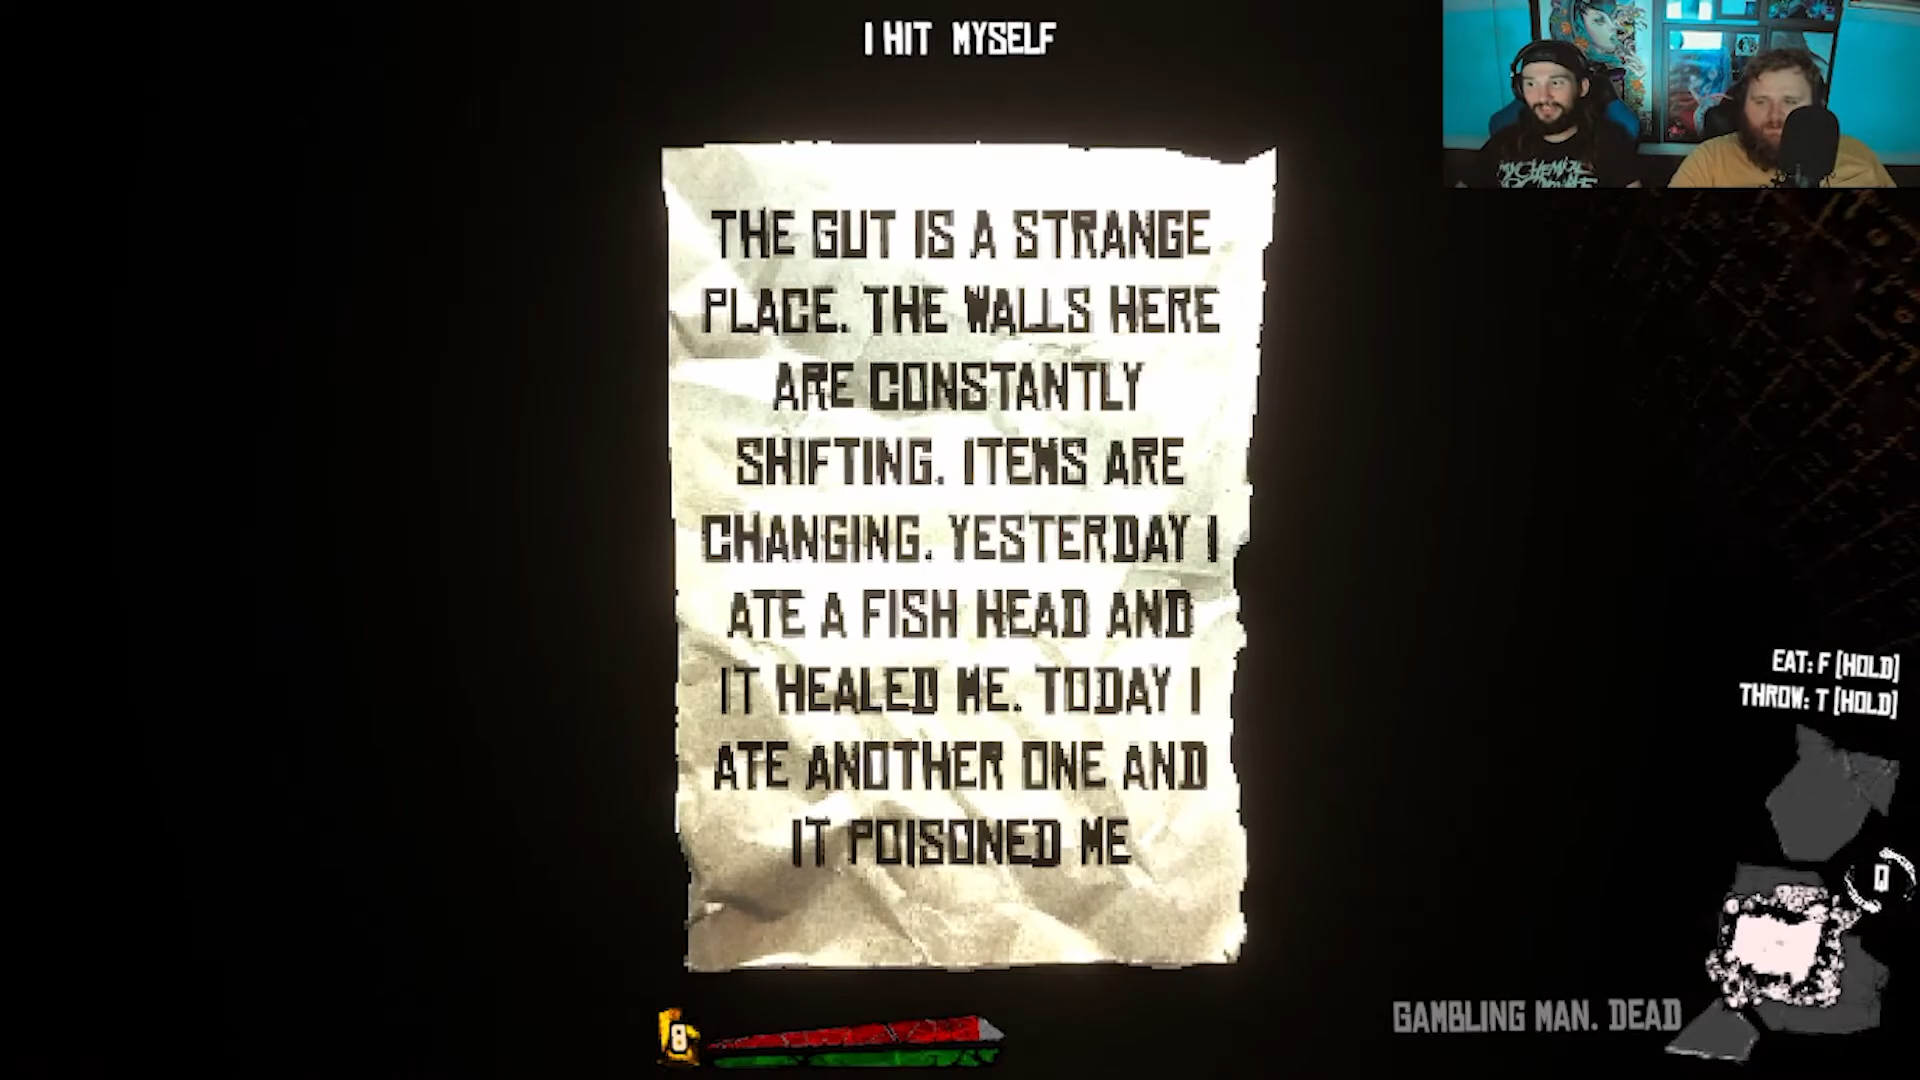 I HIT MYSELF
THE GUT IS A STRANGE
PLACE. THE WALLS HERE
ARE CONSTANTLY
SHIFTING. ITEMS ARE
CHANGING. YESTERDAY I
ATE A FISH HEAD AND
IT HEALED ME. TODAY I
ATE ANOTHER ONE AND
IT POISONED ME
EAT: F [HOLD]
THROW: T [HOLD]
Q
GAMBLING MAN. DEAD
8